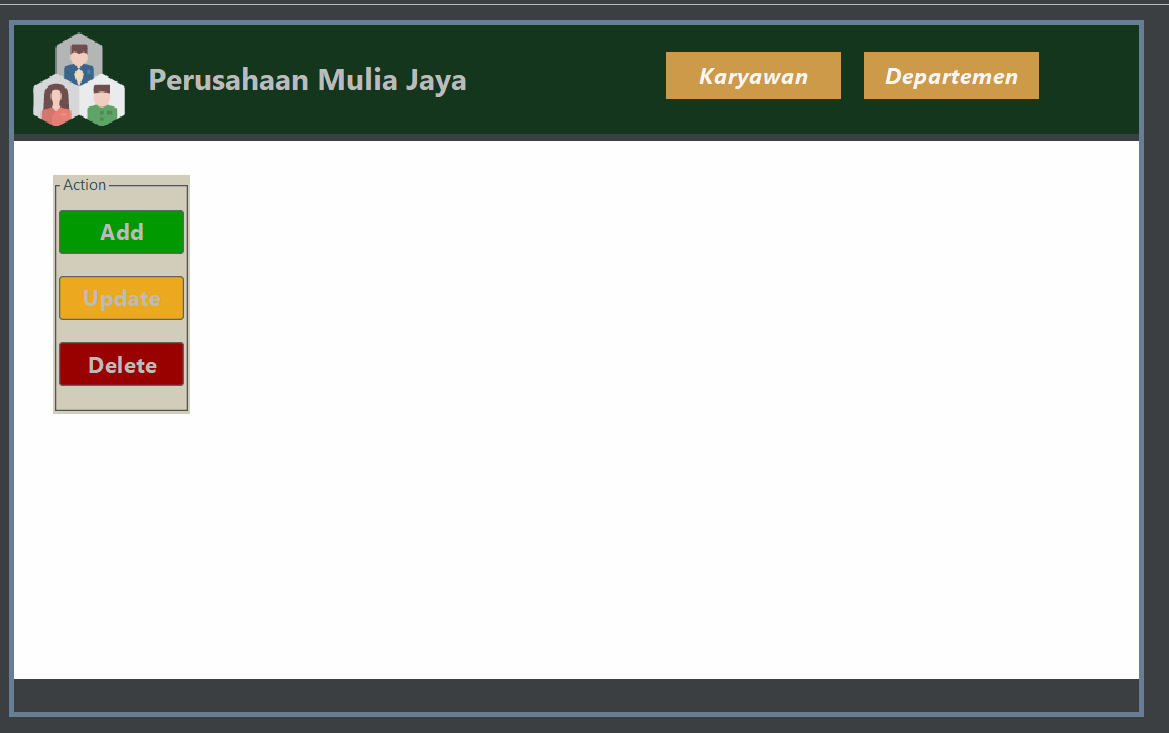 Perusahaan Mulia Jaya
Karyawan
Departemen
Action
Add
Update
Delete